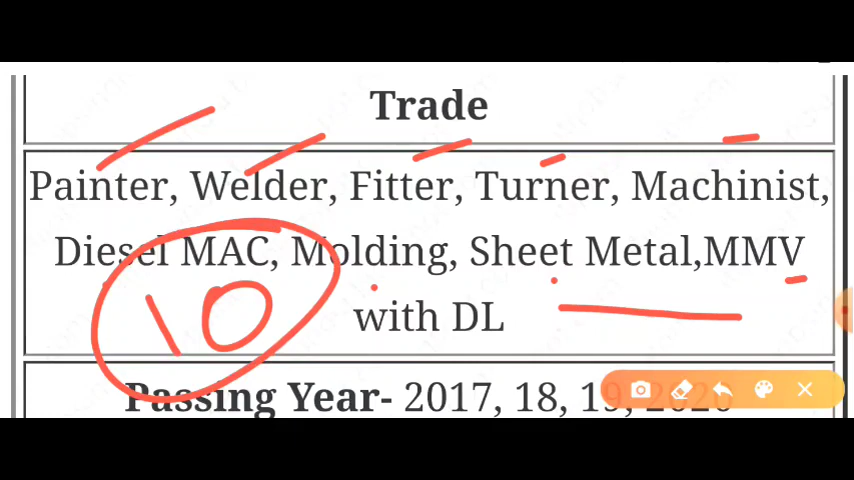 Trade
Painter, Welder, Fitter, Turner, Machinist,
Diesel MAC, Molding, Sheet Metal,MMV
with DL
10
Passing Year- 2017, 18, 19, 2020